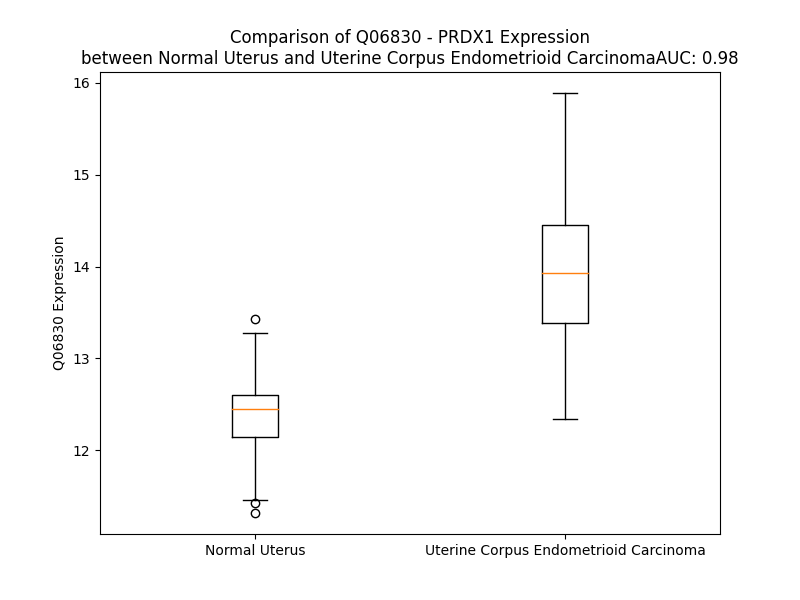 Comparison of Q06830 - PRDX1 Expression
between Normal Uterus and Uterine Corpus Endometrioid CarcinomaAUC: 0.98
16
15
14
13
12
Q06830 Expression
Normal Uterus
Uterine Corpus Endometrioid Carcinoma